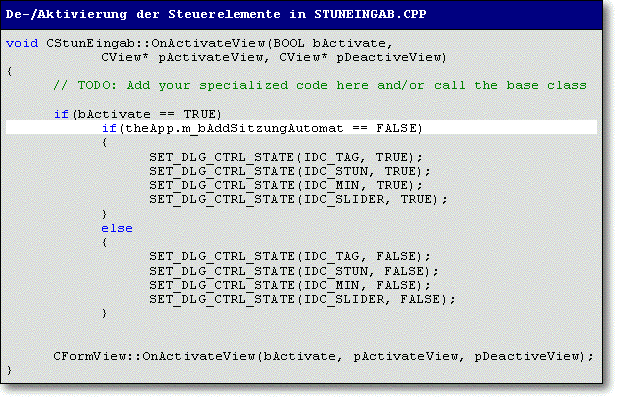 De-/Aktivierung der Steuerelemente in STUNEINGAB.CPP
void CStunEingab::OnActivateView(BOOL bActivate,
CView* pActivateView, CView* pDeactiveView)
{
// TODO: Add your specialized code here and/or call the base class
if(bActivate == TRUE)
if(theApp.m_bAddSitzungAutomat == FALSE)
{
SET_DLG_CTRL_STATE(IDC_TAG, TRUE);
SET_DLG_CTRL_STATE(IDC_STUN, TRUE);
SET_DLG_CTRL_STATE(IDC_MIN, TRUE);
SET_DLG_CTRL_STATE(IDC_SLIDER, TRUE);
}
else
{
SET_DLG_CTRL_STATE(IDC_TAG, FALSE);
SET_DLG_CTRL_STATE(IDC_STUN, FALSE);
SET_DLG_CTRL_STATE(IDC_MIN, FALSE);
SET_DLG_CTRL_STATE(IDC_SLIDER, FALSE);
}
CFormView::OnActivateView(bActivate, pActivateView, pDeactiveView);
}